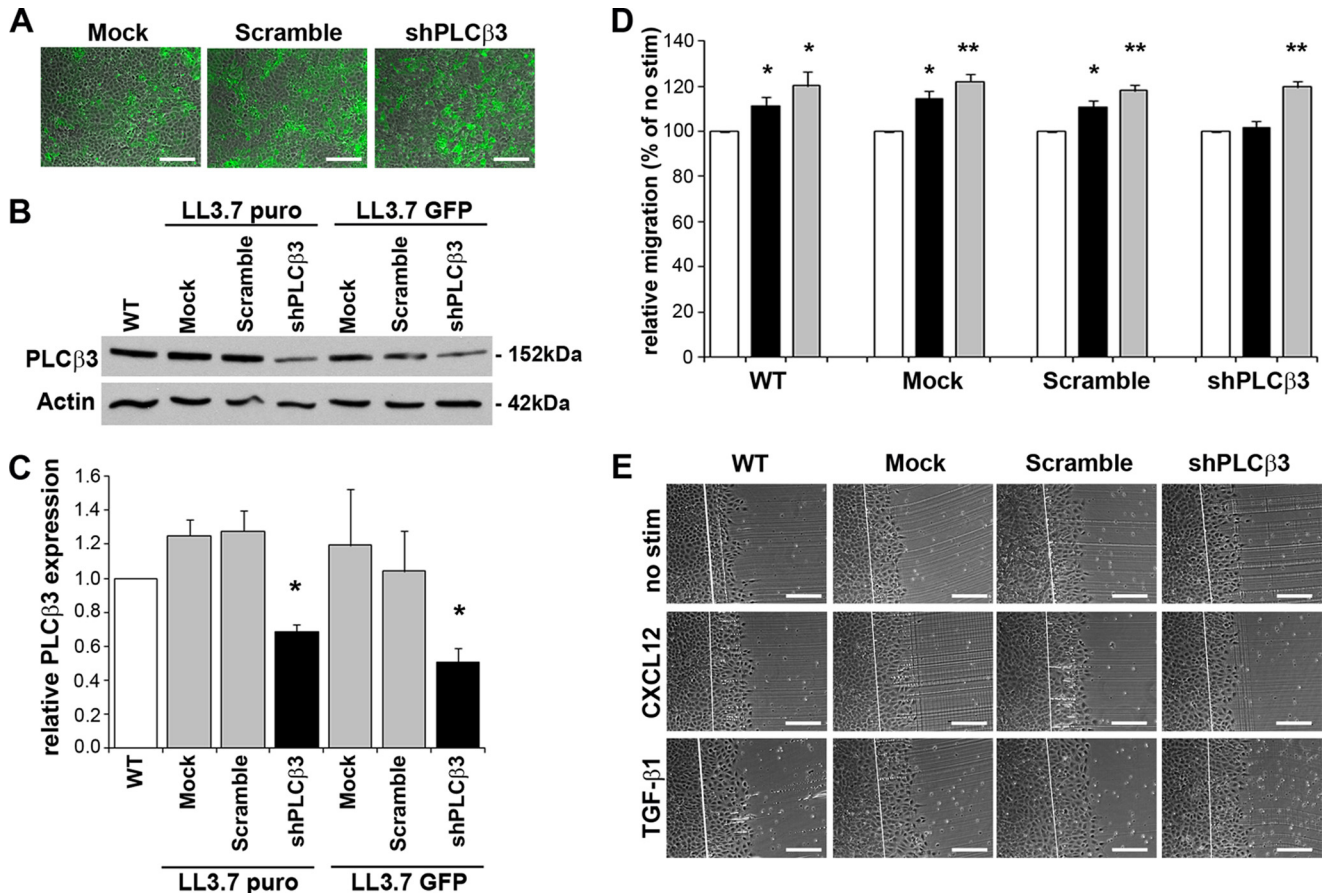 A
Mock Scramble shPLCβ3
B
LL3.7 puro LL3.7 GFP
WT Mock Scramble shPLCβ3 Mock Scramble shPLCβ3
PLCβ3 - 152kDa
Actin - 42kDa
C
relative PLCβ3 expression
1.6
1.4
1.2
1.0
0.8
0.6
0.4
0.2
0.0
* *
WT Mock Scramble shPLCβ3 Mock Scramble shPLCβ3
LL3.7 puro LL3.7 GFP
D
relative migration (% of no stim)
140
120
100
80
60
40
20
0
* * * ** * ** **
WT Mock Scramble shPLCβ3
E
WT Mock Scramble shPLCβ3
no stim
CXCL12
TGF-β1